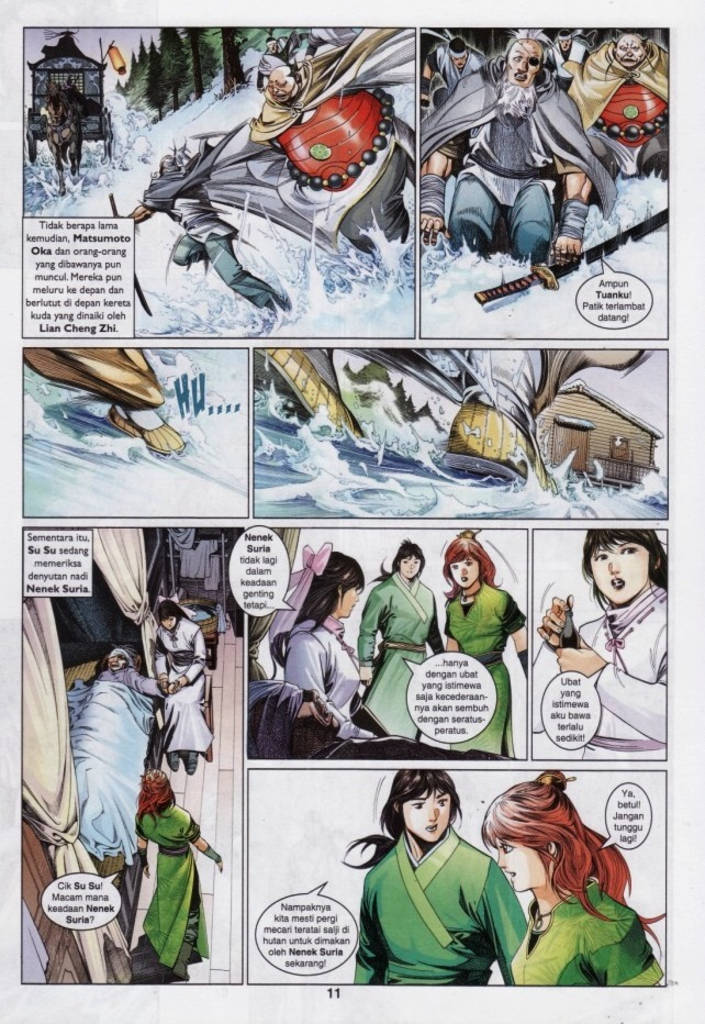 Tidak berapa lama
kemudian, Matsumoto
Oka dan orang-orang
yang dibawanya pun
muncul. Mereka pun
meluru ke depan dan
berlutut di depan kereta
kuda yang dinaiki oleh
Lian Cheng Zhi.
Ampun
Tuanku!
Patik terlambat
datang!
HU....
Sementara itu,
Su Su sedang
memeriksa
denyutan nadi
Nenek Suria.
Cik Su Su!
Macam mana
keadaan Nenek
Suria?
Nenek
Suria
tidak lagi
dalam
keadaan
genting
tetapi...
...hanya
dengan ubat
yang istimewa
saja kecederaan-
nya akan sembuh
dengan seratus-
peratus.
Ubat
yang
istimewa
aku bawa
terlalu
sedikit!
Nampaknya
kita mesti pergi
mecari teratai salji di
hutan untuk dimakan
oleh Nenek Suria
sekarang!
Ya,
betul!
Jangan
tunggu
lagi!
11